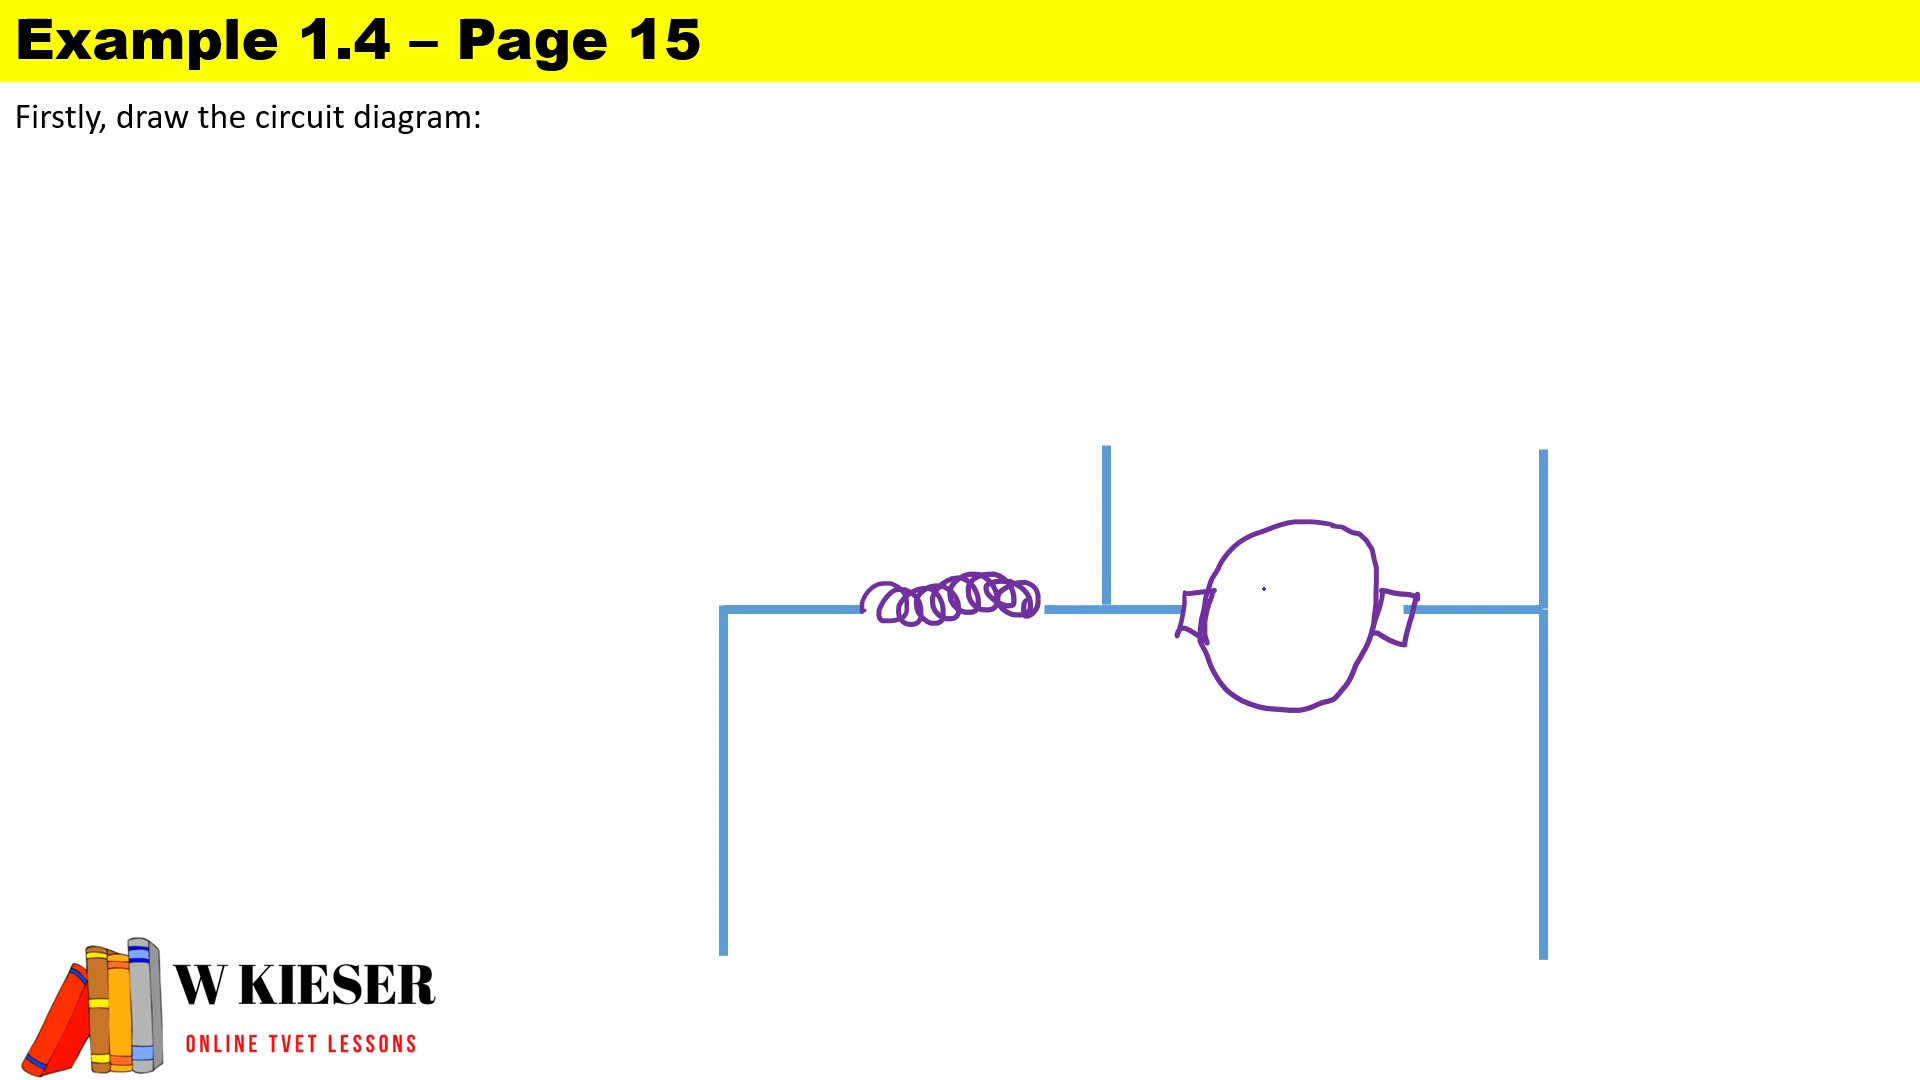 Example 1.4 – Page 15
Firstly, draw the circuit diagram:
W KIESER
ONLINE TVET LESSONS